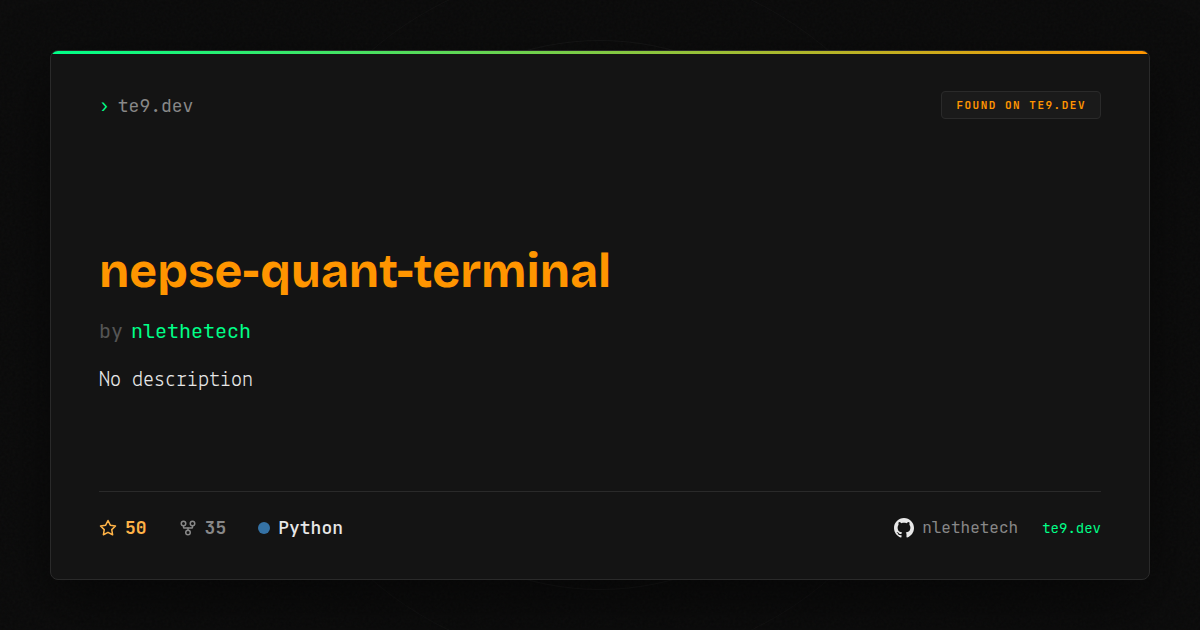 › te9.dev
FOUND ON TE9.DEV
nepse-quant-terminal
by nlethetech
No description
50 35 Python
nlethetech te9.dev